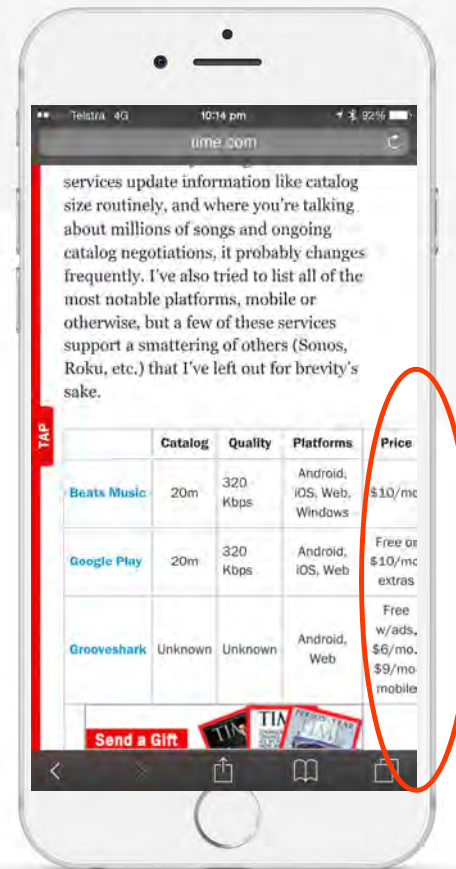 Telstra 4G 10:14 pm 92%
time.com
services update information like catalog
size routinely, and where you're talking
about millions of songs and ongoing
catalog negotiations, it probably changes
frequently. I've also tried to list all of the
most notable platforms, mobile or
otherwise, but a few of these services
support a smattering of others (Sonos,
Roku, etc.) that I've left out for brevity's
sake.
TAP
Catalog Quality Platforms Price
Beats Music 20m 320 Kbps Android, iOS, Web, Windows $10/mo
Google Play 20m 320 Kbps Android, iOS, Web Free or $10/mo extras
Grooveshark Unknown Unknown Android, Web Free w/ads, $6/mo. $9/mo mobile
Send a Gift